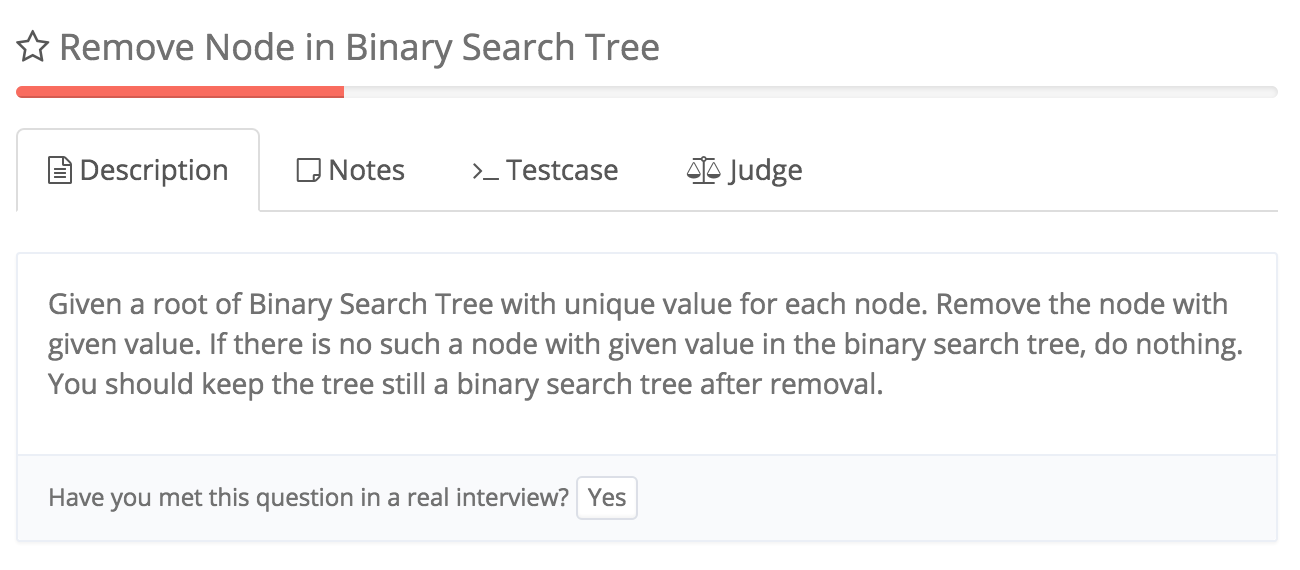 Remove Node in Binary Search Tree
Description Notes >_ Testcase Judge
Given a root of Binary Search Tree with unique value for each node. Remove the node with
given value. If there is no such a node with given value in the binary search tree, do nothing.
You should keep the tree still a binary search tree after removal.
Have you met this question in a real interview? Yes